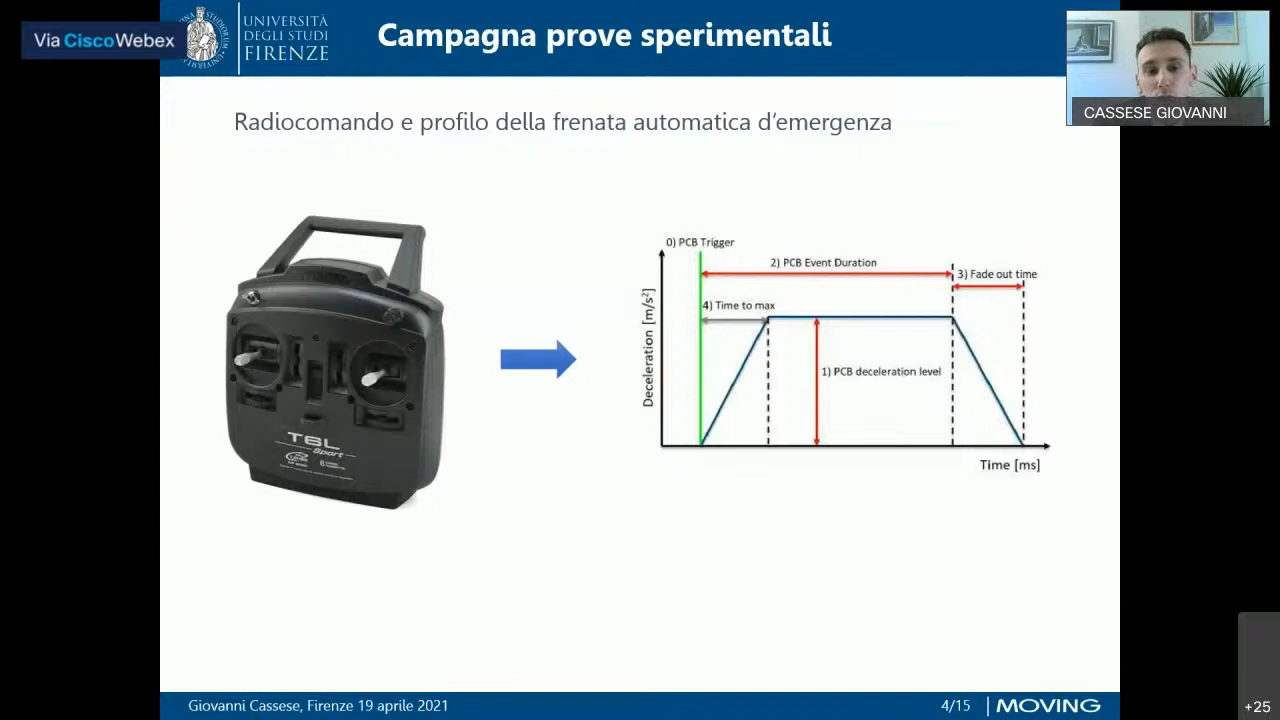 Via CiscoWebex
UNIVERSITÀ
DEGLI STUDI
FIRENZE
Campagna prove sperimentali
CASSESE GIOVANNI
Radiocomando e profilo della frenata automatica d’emergenza
0) PCB Trigger
2) PCB Event Duration
3) Fade out time
4) Time to max
Deceleration [m/s²]
1) PCB deceleration level
Time [ms]
T6L
Sport
Giovanni Cassese, Firenze 19 aprile 2021
4/15
MOVING
+25